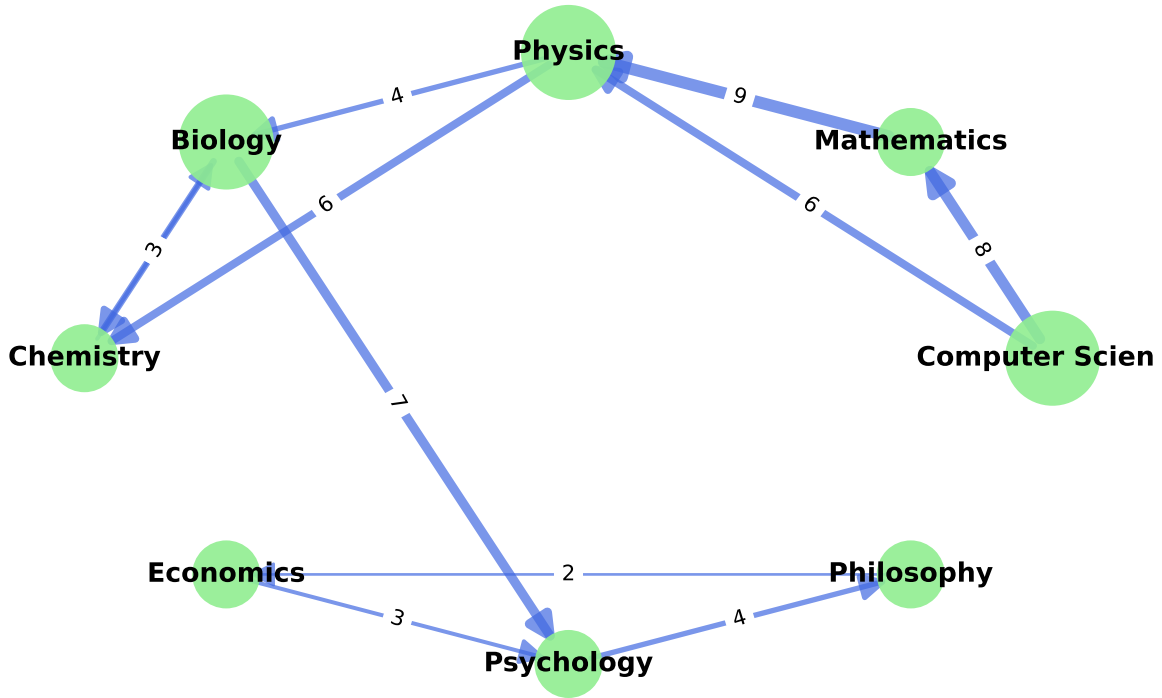 Physics
4
9
Biology
Mathematics
6
6
3
8
Chemistry
Computer Scien
7
Economics
2
Philosophy
3
4
Psychology